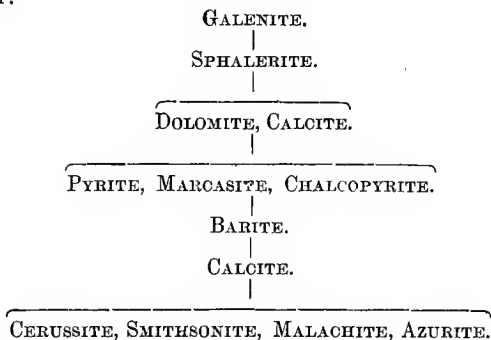 GALENITE.
SPHALERITE.
DOLOMITE, CALCITE.
PYRITE, MARCASITE, CHALCOPYRITE.
BARITE.
CALCITE.
CERUSSITE, SMITHSONITE, MALACHITE, AZURITE.